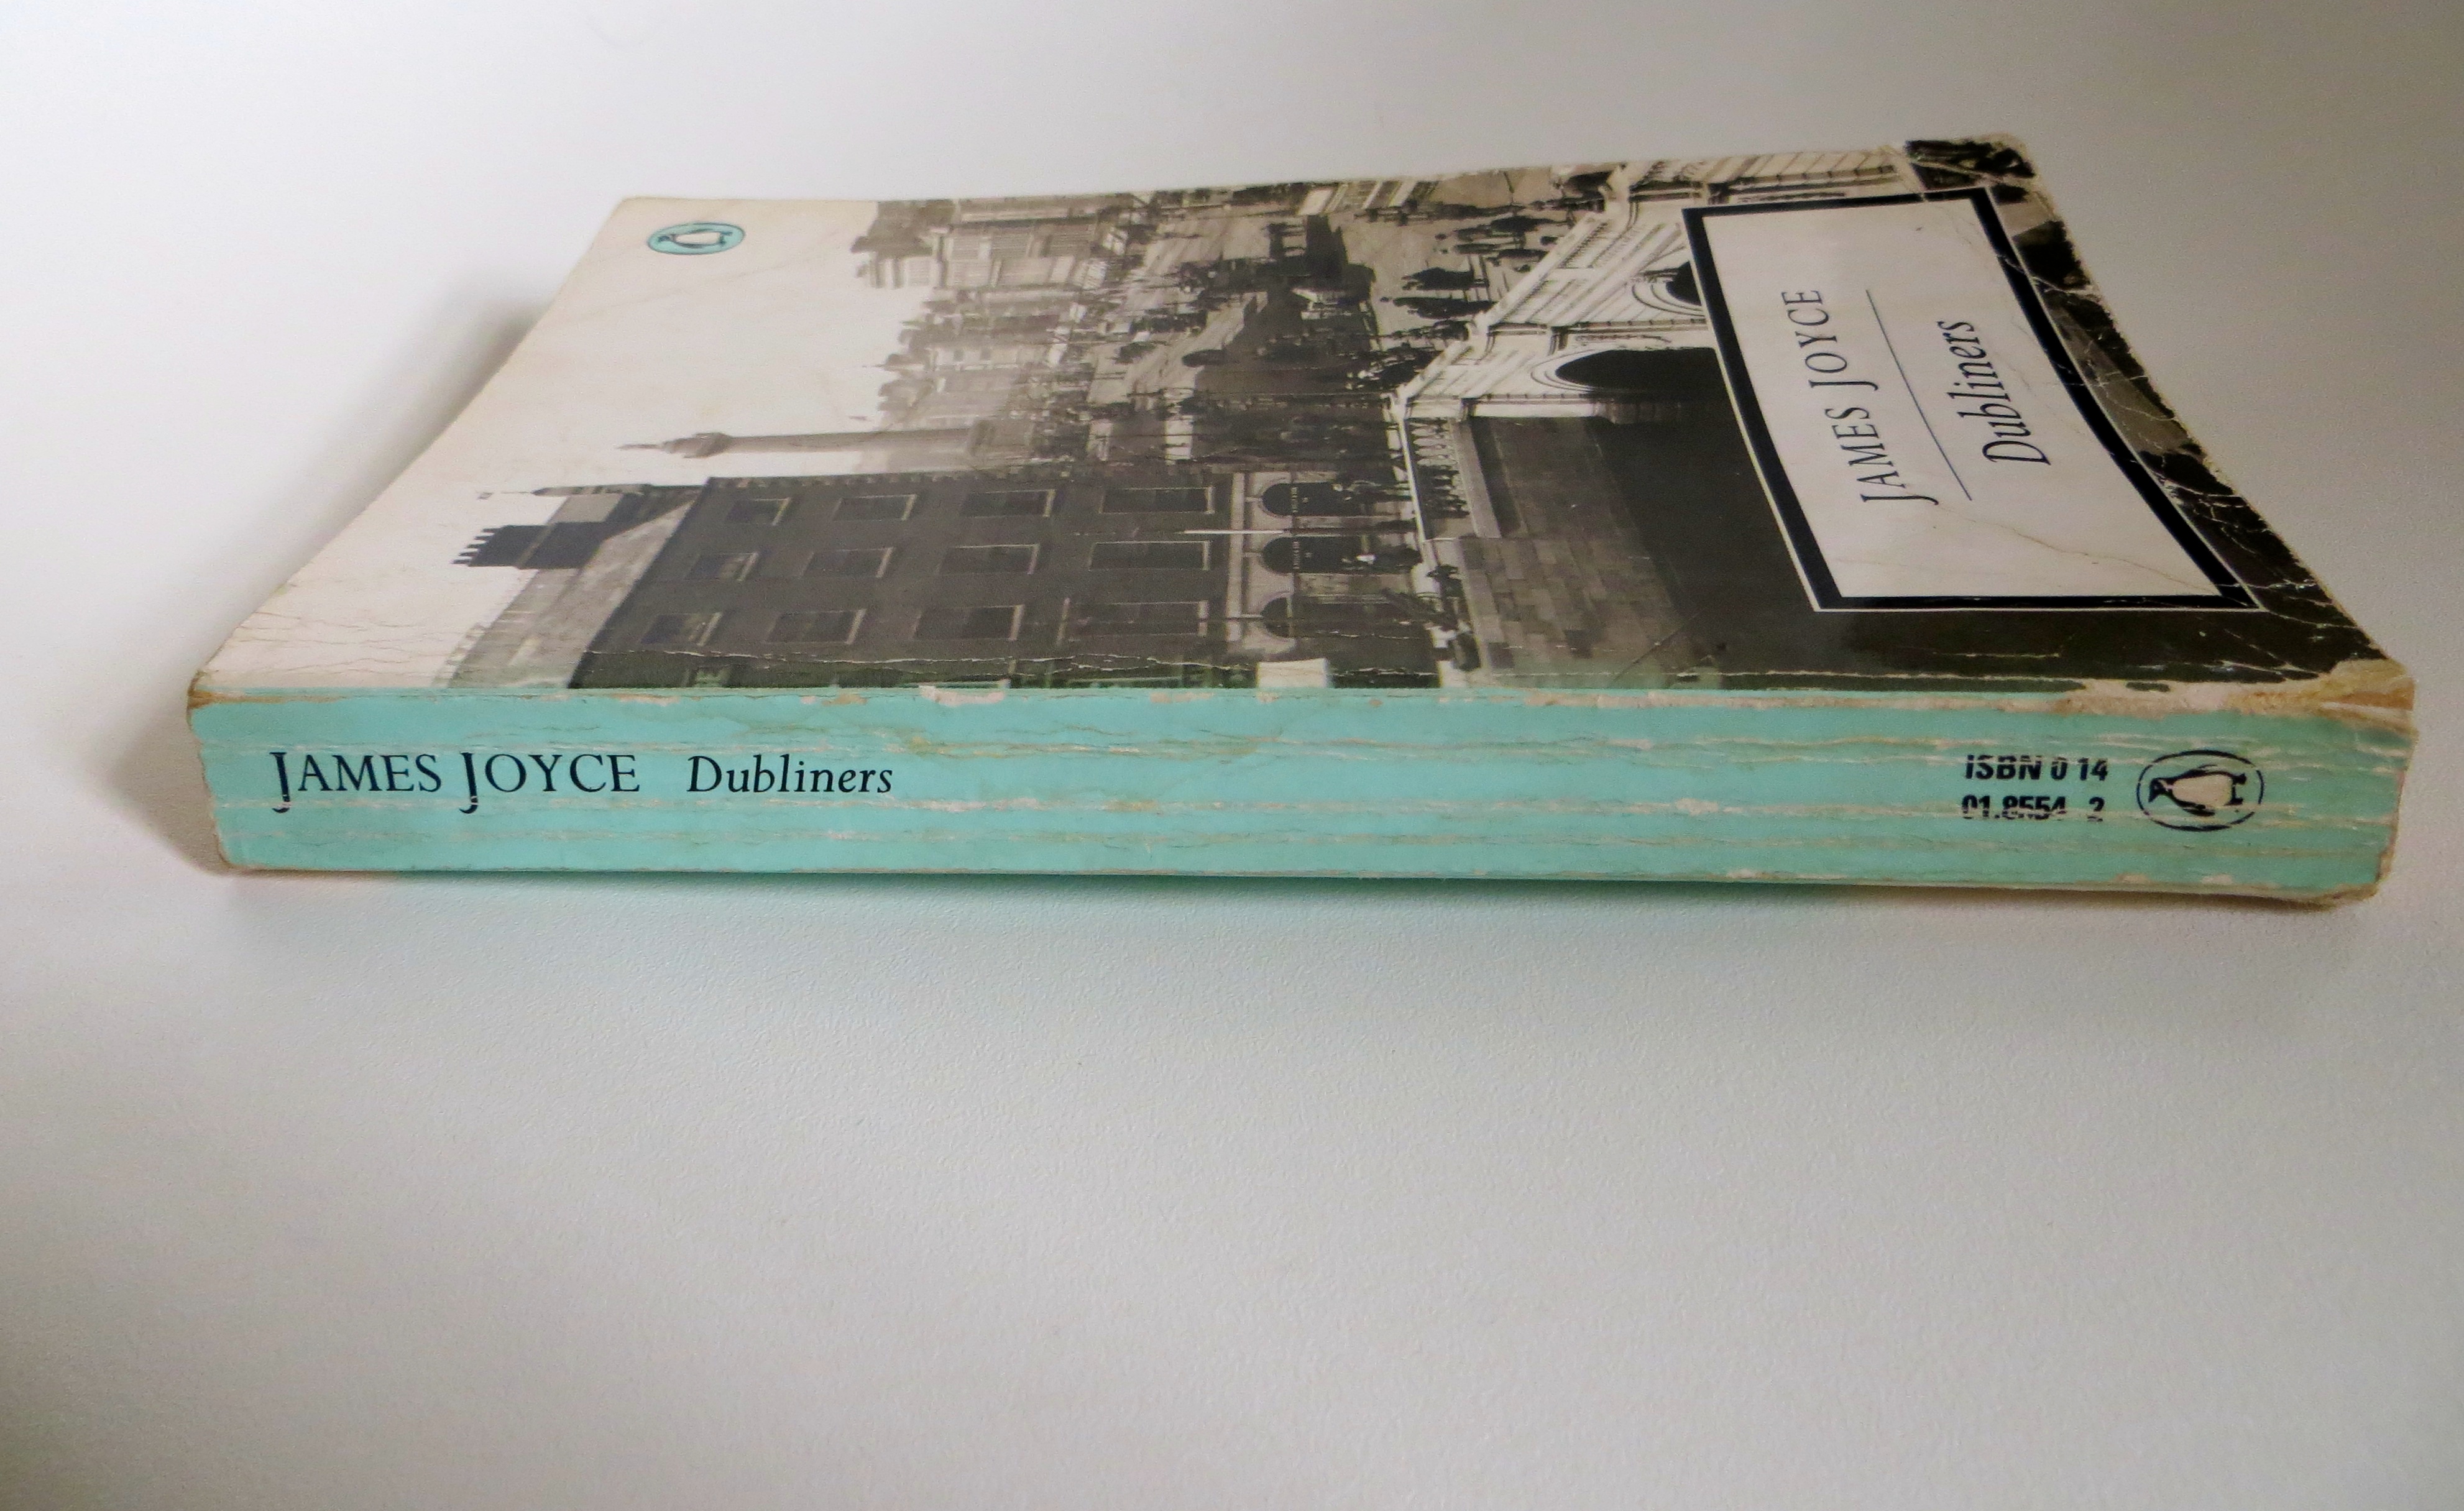 JAMES JOYCE
Dubliners
JAMES JOYCE Dubliners
ISBN 0 14
01.8554 2